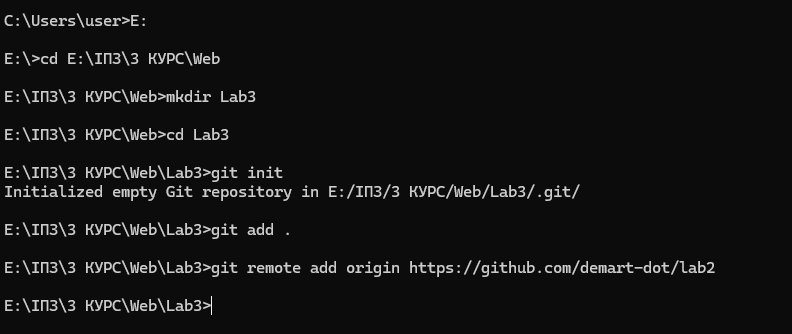 C:\Users\user>E:
E:\>cd E:\ІПЗ\3 КУРС\Web
E:\ІПЗ\3 КУРС\Web>mkdir Lab3
E:\ІПЗ\3 КУРС\Web>cd Lab3
E:\ІПЗ\3 КУРС\Web\Lab3>git init
Initialized empty Git repository in E:/ІПЗ/3 КУРС/Web/Lab3/.git/
E:\ІПЗ\3 КУРС\Web\Lab3>git add .
E:\ІПЗ\3 КУРС\Web\Lab3>git remote add origin https://github.com/demart-dot/lab2
E:\ІПЗ\3 КУРС\Web\Lab3>